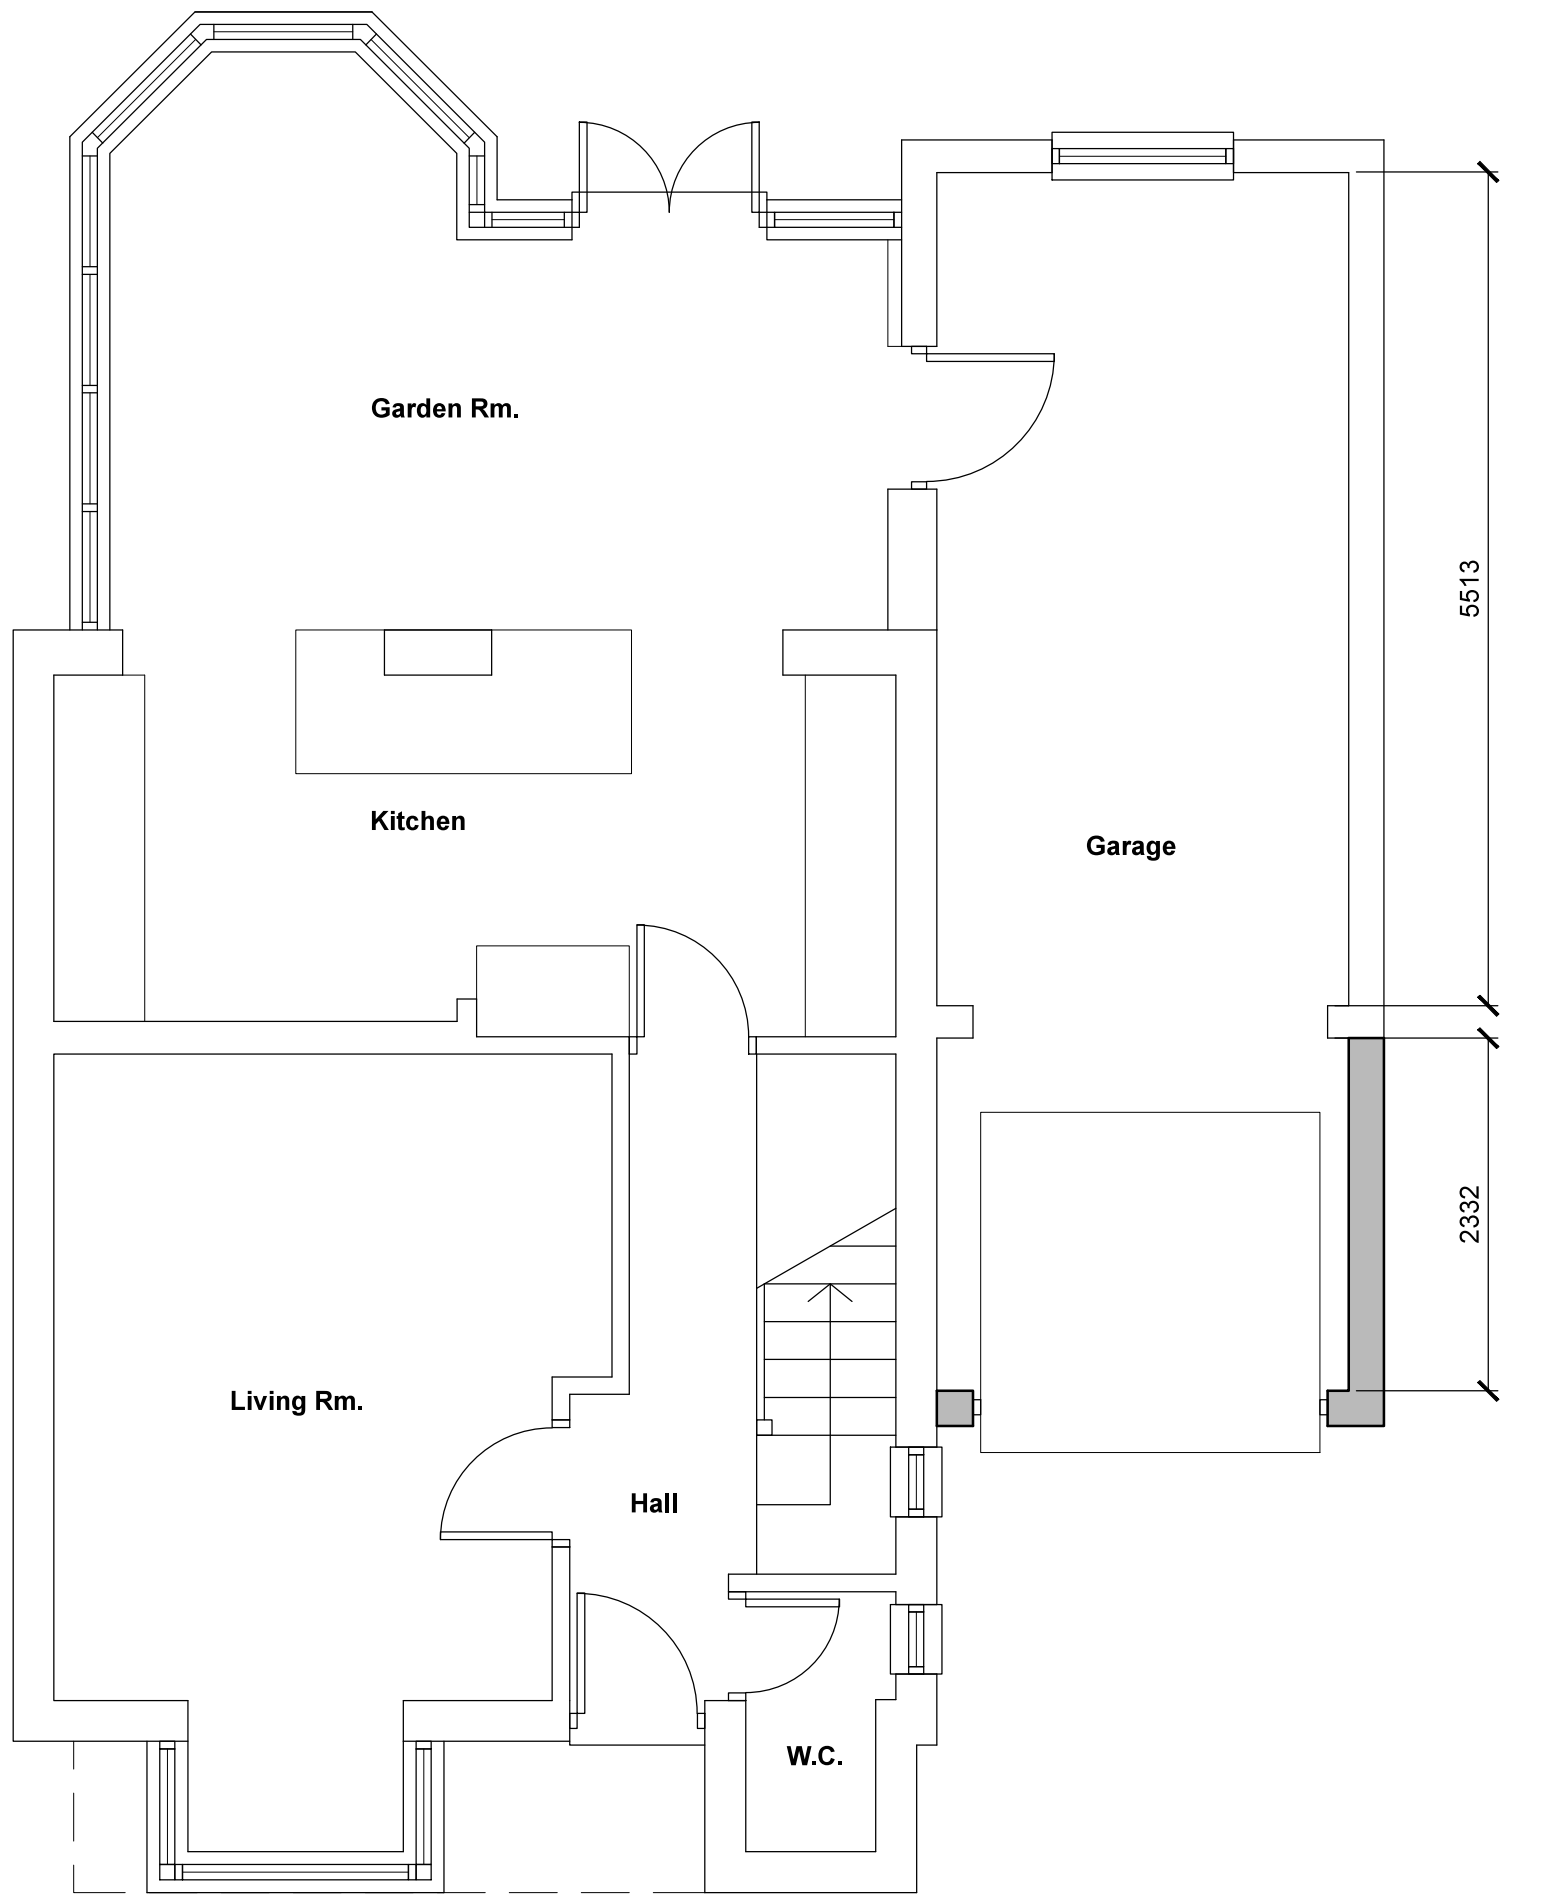 Garden Rm.
5513
Kitchen
Garage
2332
Living Rm.
Hall
W.C.